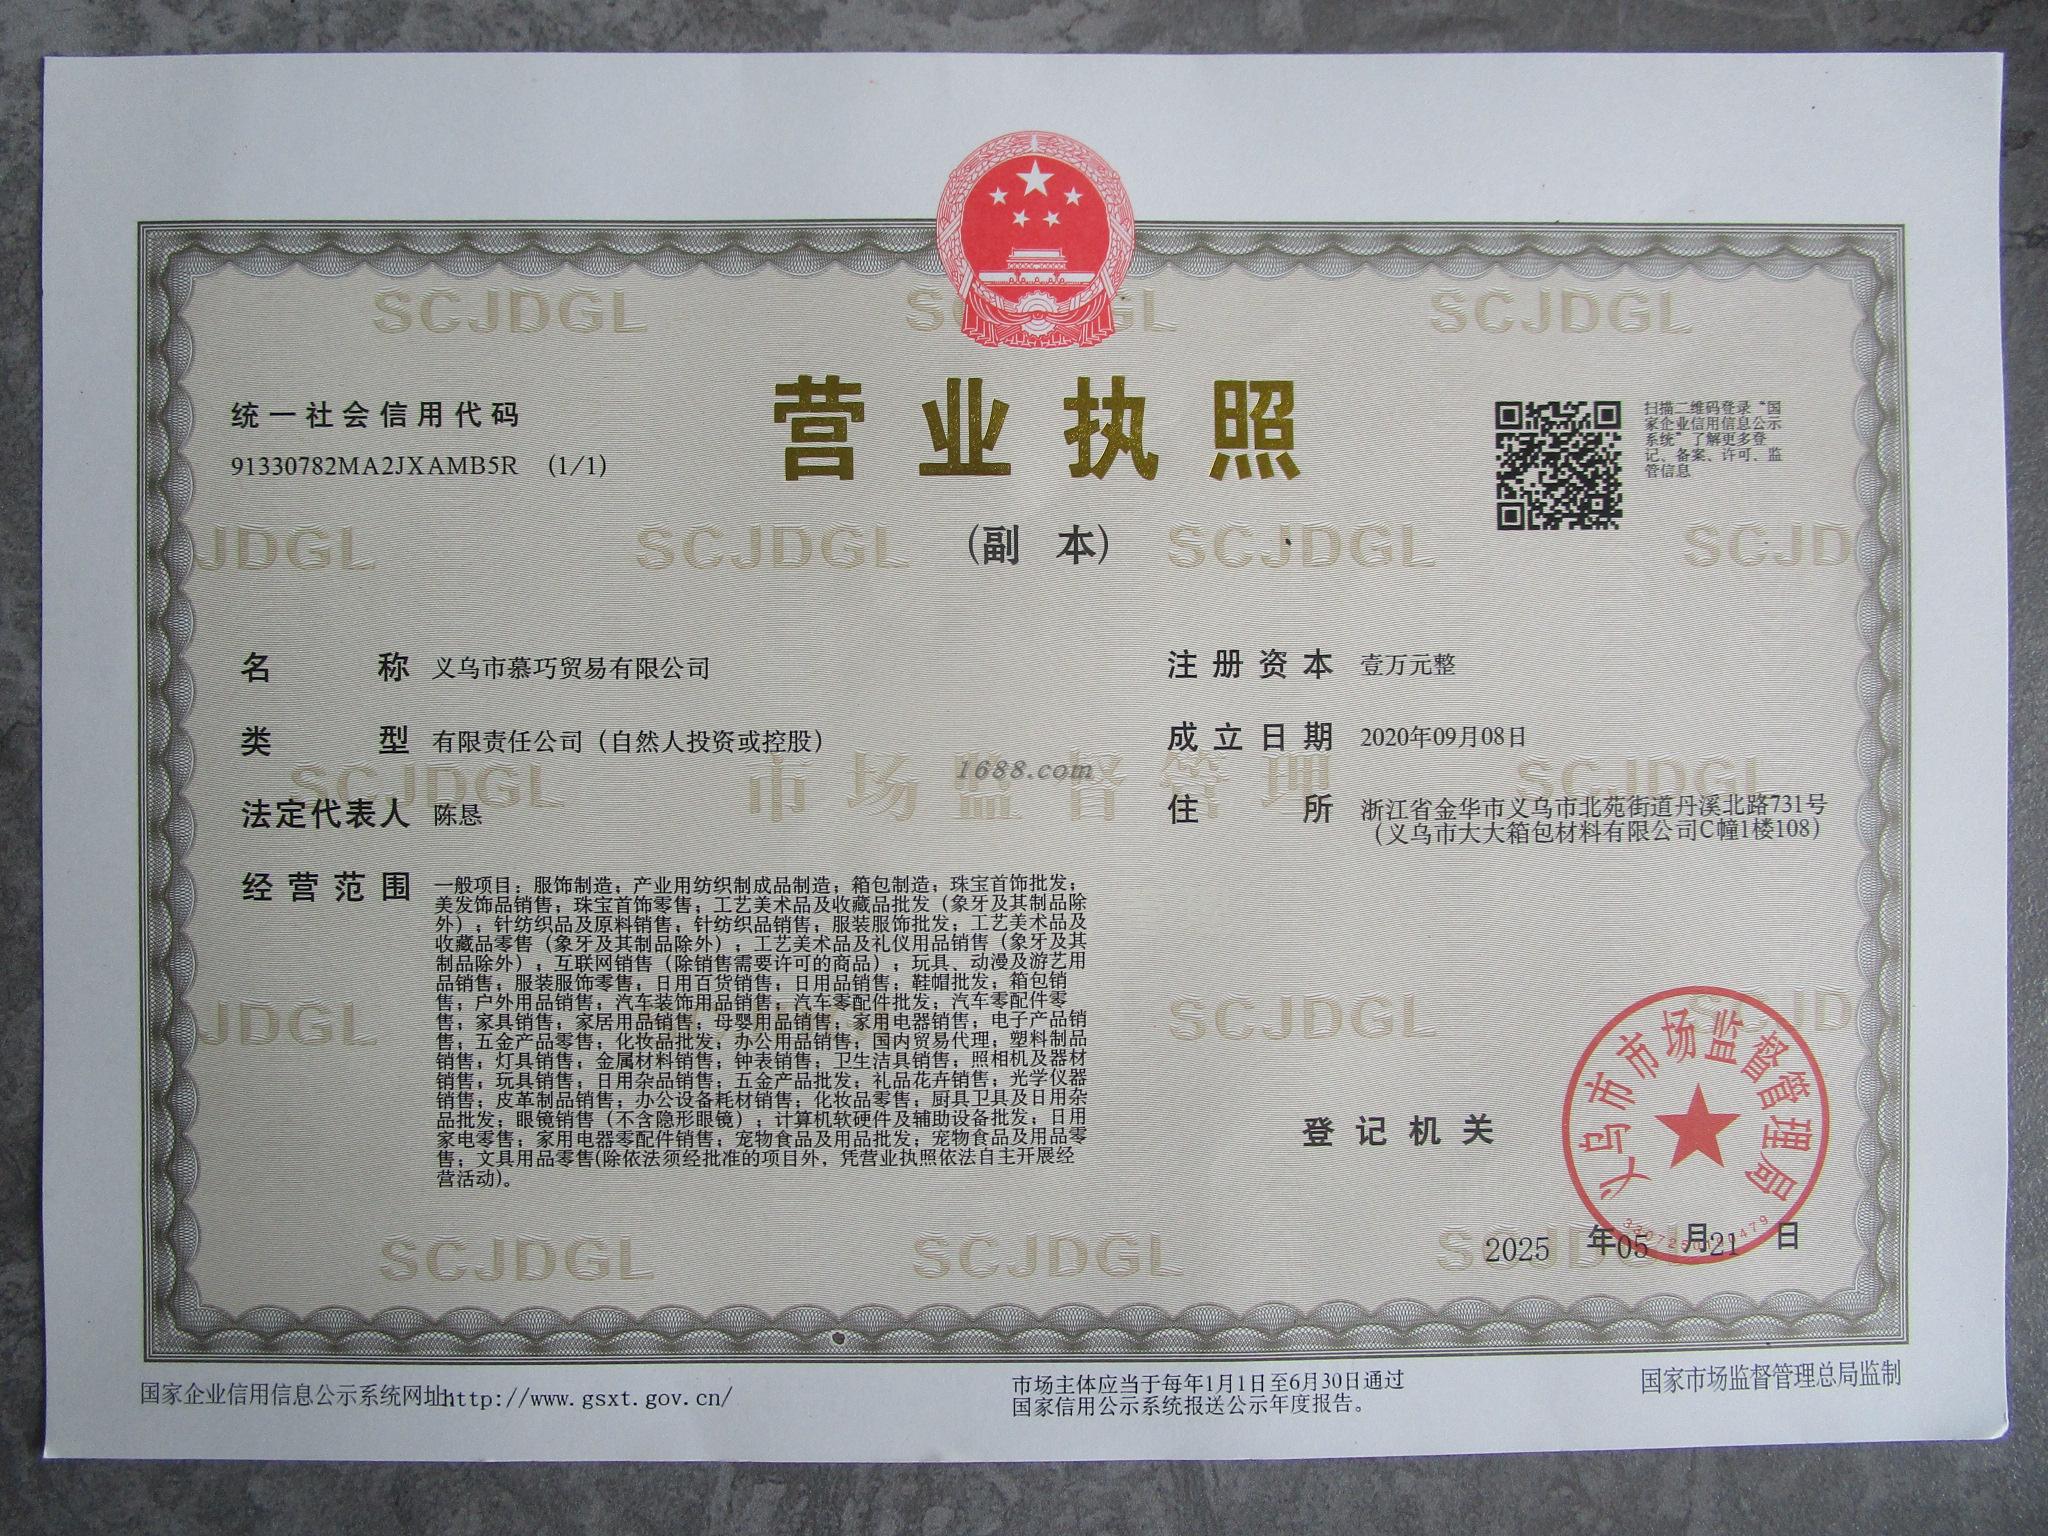 SCJDGL SCJDGL SCJDGL
统一社会信用代码
91330782MA2JXAMB5R (1/1)
营业执照
(副本)
扫描二维码登录“国
家企业信用信息公示
系统”了解更多登
记、备案、许可、监
管信息
JDGL SCJDGL SCJDGL SCJD
名称 义乌市慕巧贸易有限公司
类型 有限责任公司（自然人投资或控股）
法定代表人 陈恳
注册资本 壹万元整
成立日期 2020年09月08日
住所 浙江省金华市义乌市北苑街道丹溪北路731号
（义乌市大大箱包材料有限公司C幢1楼108）
SCJDGL 市场监督管理 SCJDGL
1688.com
经营范围 一般项目：服饰制造；产业用纺织制成品制造；箱包制造；珠宝首饰批发；
美发饰品销售；珠宝首饰零售；工艺美术品及收藏品批发（象牙及其制品除
外）；针纺织品及原料销售；针纺织品销售；服装服饰批发；工艺美术品及
收藏品零售（象牙及其制品除外）；工艺美术品及礼仪用品销售（象牙及其
制品除外）；互联网销售（除销售需要许可的商品）；玩具、动漫及游艺用
品销售；服装服饰零售；日用百货销售；日用品销售；鞋帽批发；箱包销
售；户外用品销售；汽车装饰用品销售；汽车零配件批发；汽车零配件零
售；家具销售；家居用品销售；母婴用品销售；家用电器销售；电子产品销
售；五金产品零售；化妆品批发；办公用品销售；国内贸易代理；塑料制品
销售；灯具销售；金属材料销售；钟表销售；卫生洁具销售；照相机及器材
销售；玩具销售；日用杂品销售；五金产品批发；礼品花卉销售；光学仪器
销售；皮革制品销售；办公设备耗材销售；化妆品零售；厨具卫具及日用杂
品批发；眼镜销售（不含隐形眼镜）；计算机软硬件及辅助设备批发；日用
家电零售；家用电器零配件销售；宠物食品及用品批发；宠物食品及用品零
售；文具用品零售(除依法须经批准的项目外，凭营业执照依法自主开展经
营活动)。
JDGL SCJDGL SCJDGL SCJD
登记机关
义乌市市场监督管理局
2025年05月21日
SCJDGL SCJDGL SCJDGL
国家企业信用信息公示系统网址http://www.gsxt.gov.cn/
市场主体应当于每年1月1日至6月30日通过
国家信用公示系统报送公示年度报告。
国家市场监督管理总局监制